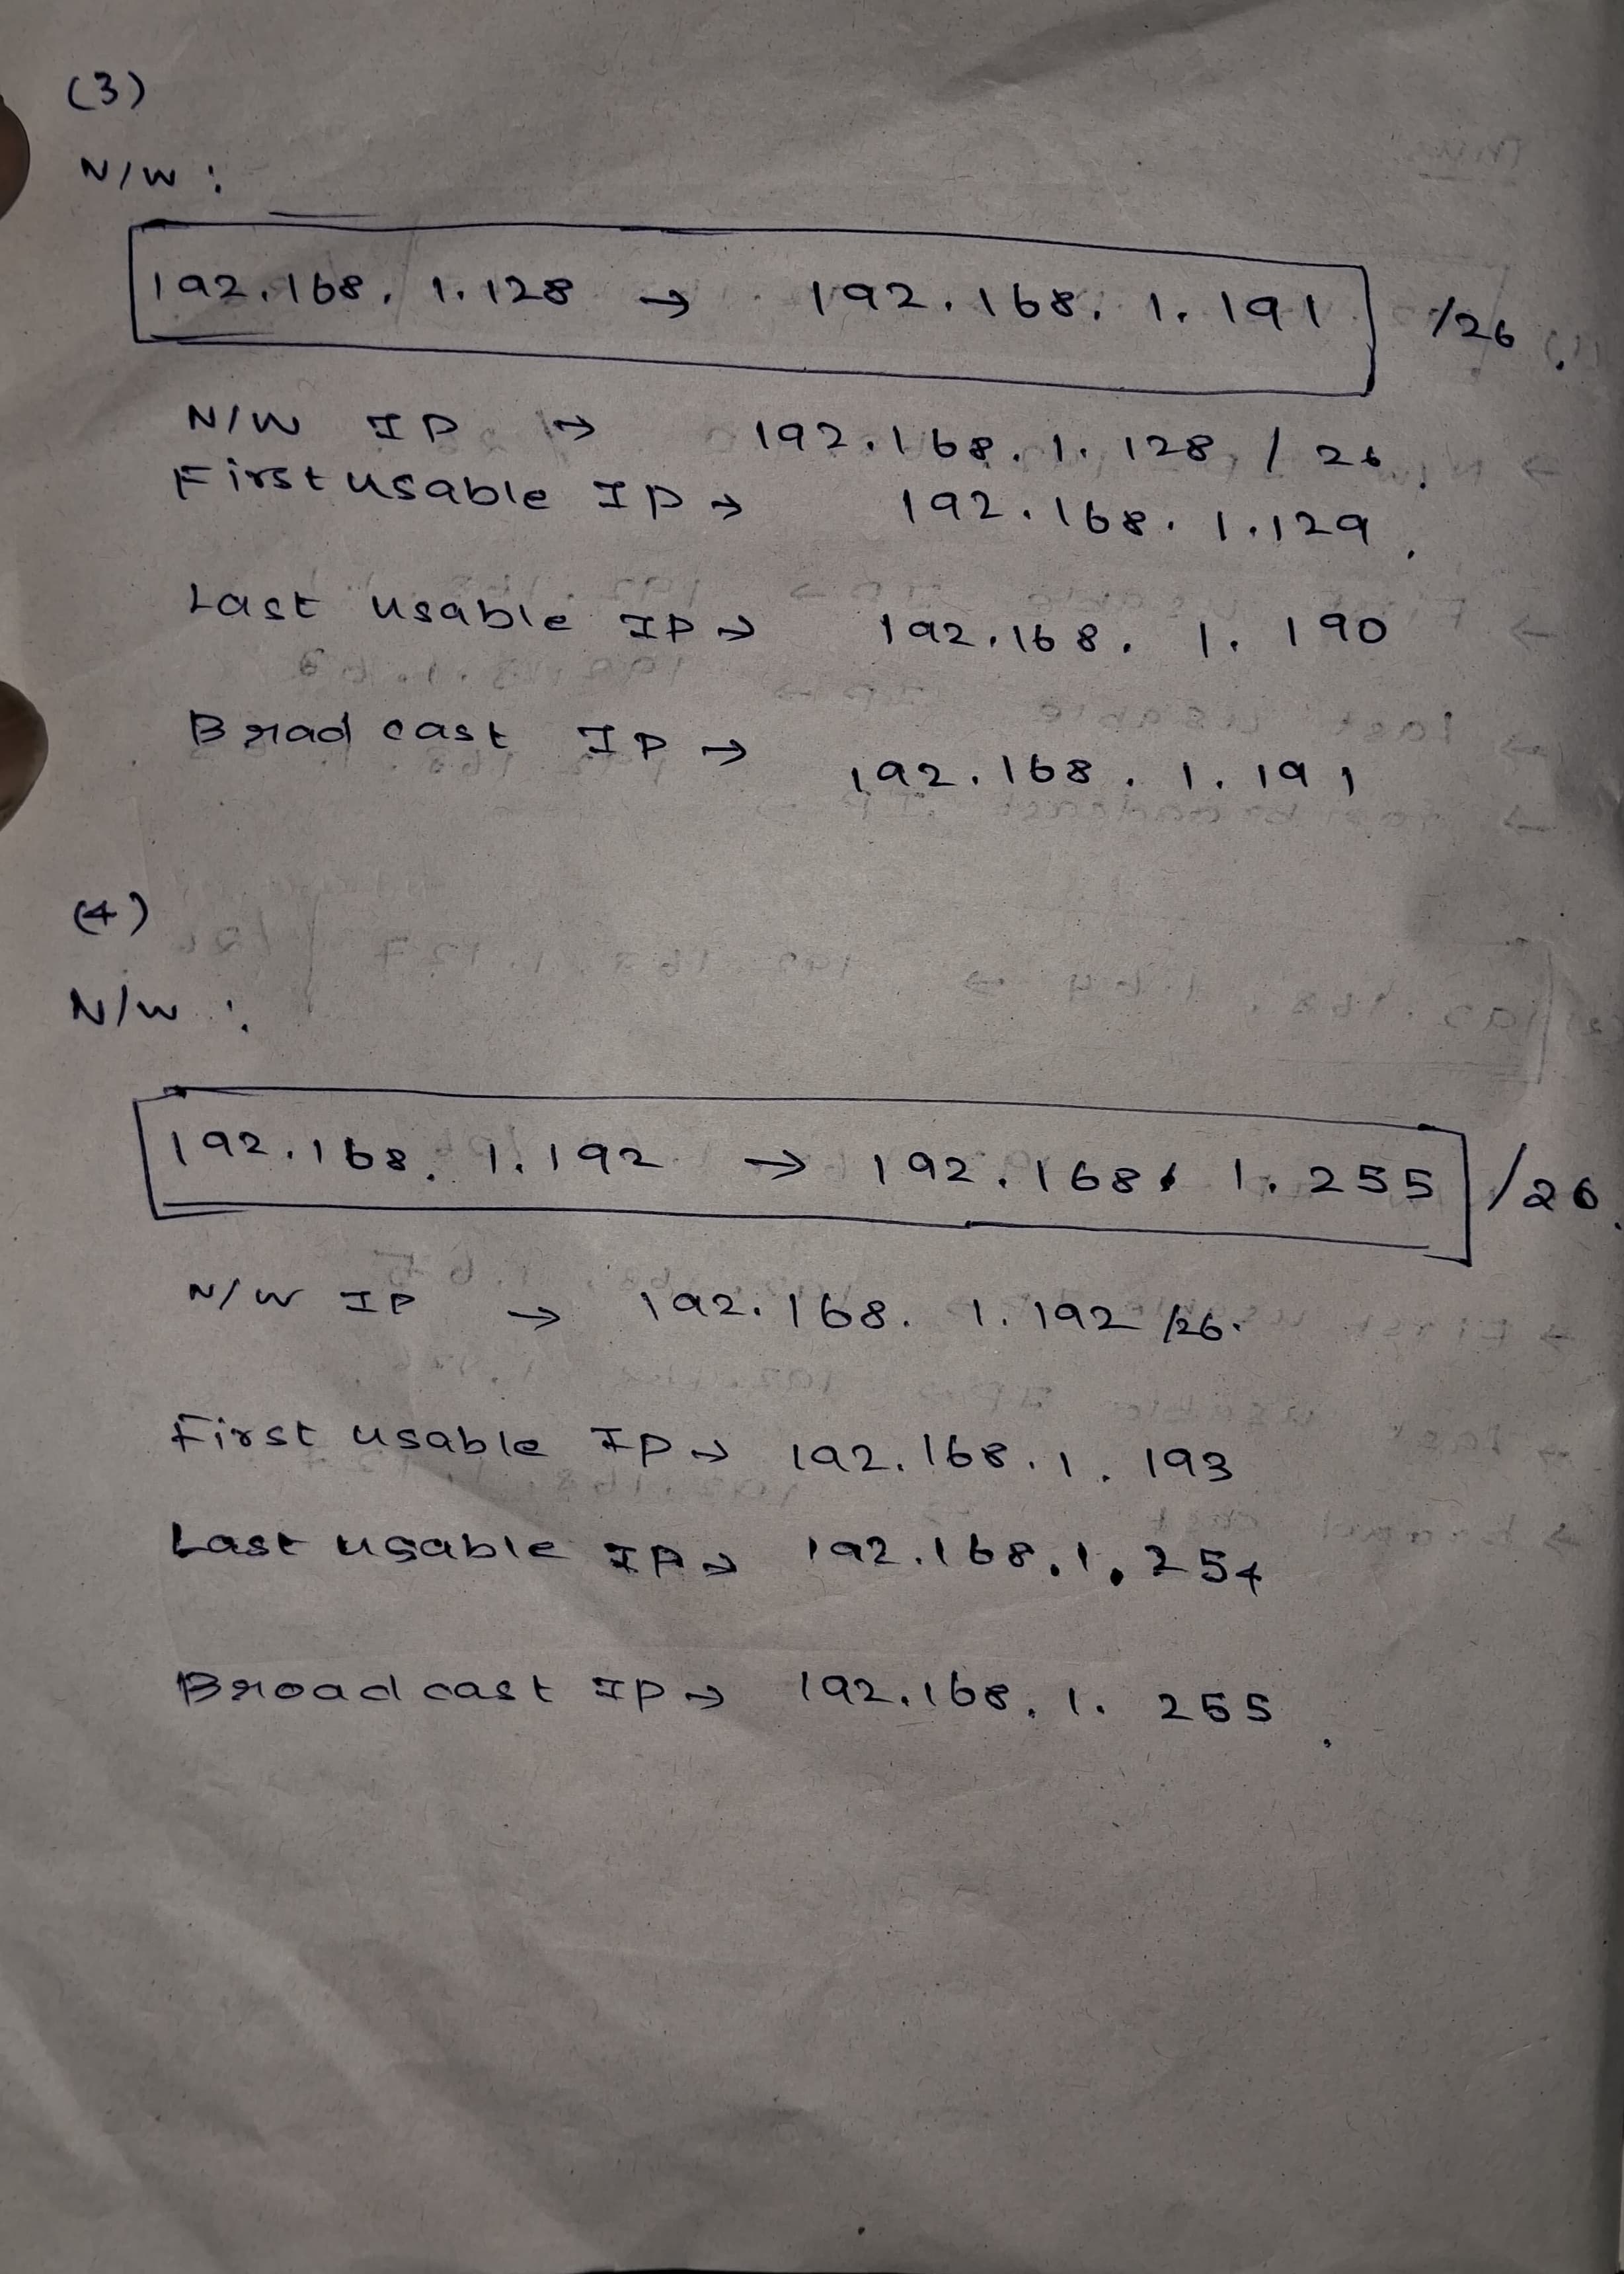 (3)
N/W :
192.168. 1.128 → 192.168. 1. 191 /26.
N/W IP → 192.168. 1. 128 / 26.
First usable IP → 192.168. 1.129.
Last usable IP → 192.168. 1. 190
Broad cast IP → 192.168. 1. 191
(4)
N/W :
192.168. 1.192 → 192.168. 1. 255 /26.
N/W IP → 192.168. 1.192 /26.
First usable IP → 192.168.1. 193
Last usable IP → 192.168.1. 254
Broad cast IP → 192.168. 1. 255.